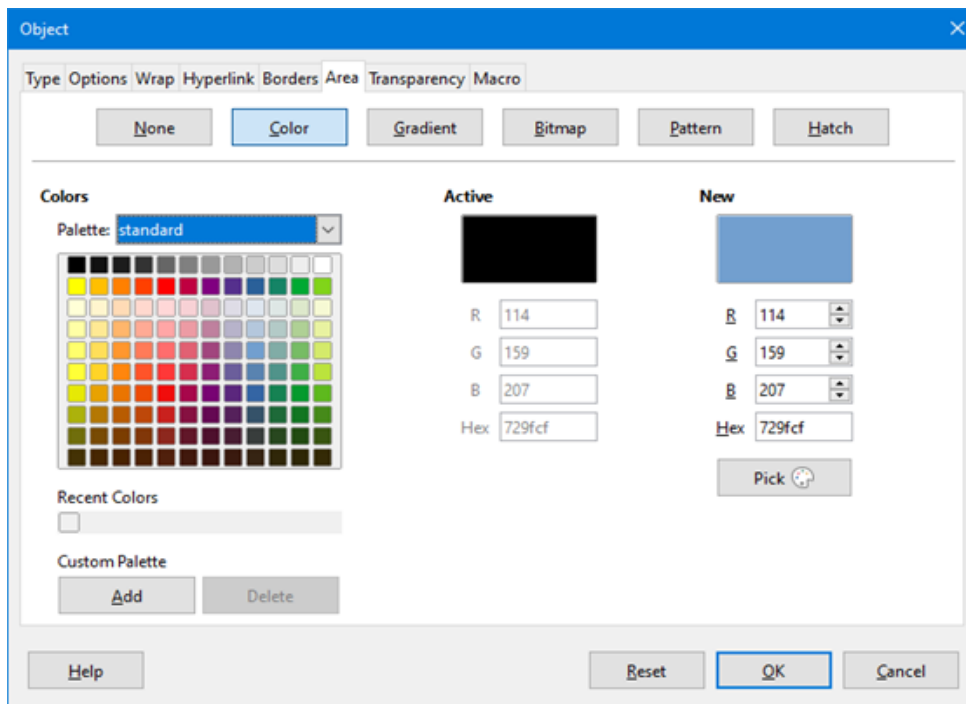 Object
Type Options Wrap Hyperlink Borders Area Transparency Macro
None Color Gradient Bitmap Pattern Hatch
Colors Active New
Palette: standard
R 114 R 114
G 159 G 159
B 207 B 207
Hex 729fcf Hex 729fcf
Pick
Recent Colors
Custom Palette
Add Delete
Help Reset OK Cancel